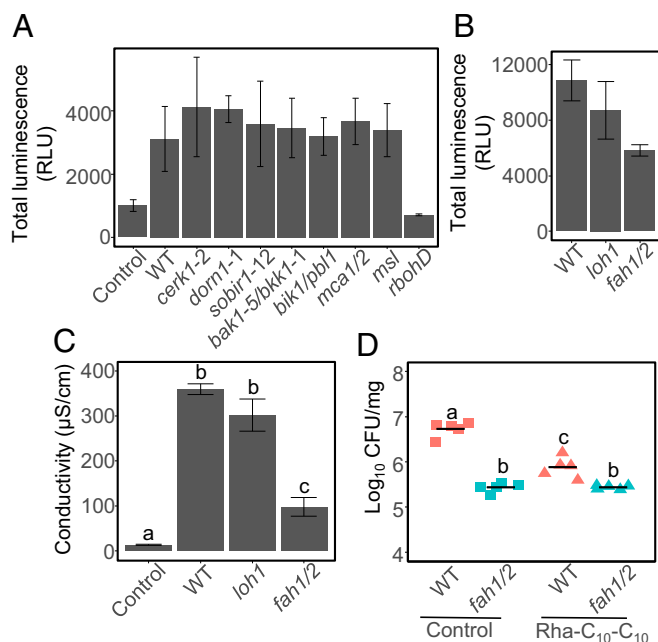 A
Total luminescence
(RLU)
4000
2000
0
Control
WT
cerk1-2
dorn1-1
sobir1-12
bak1-5/bkk1-1
bik1/pbl1
mca1/2
msl
rbohD
B
Total luminescence
(RLU)
12000
8000
4000
0
WT
loh1
fah1/2
C
Conductivity (µS/cm)
400
300
200
100
0
a
b
b
c
Control
WT
loh1
fah1/2
D
Log10 CFU/mg
8
7
6
5
4
a
b
c
b
WT
fah1/2
WT
fah1/2
Control
Rha-C10-C10